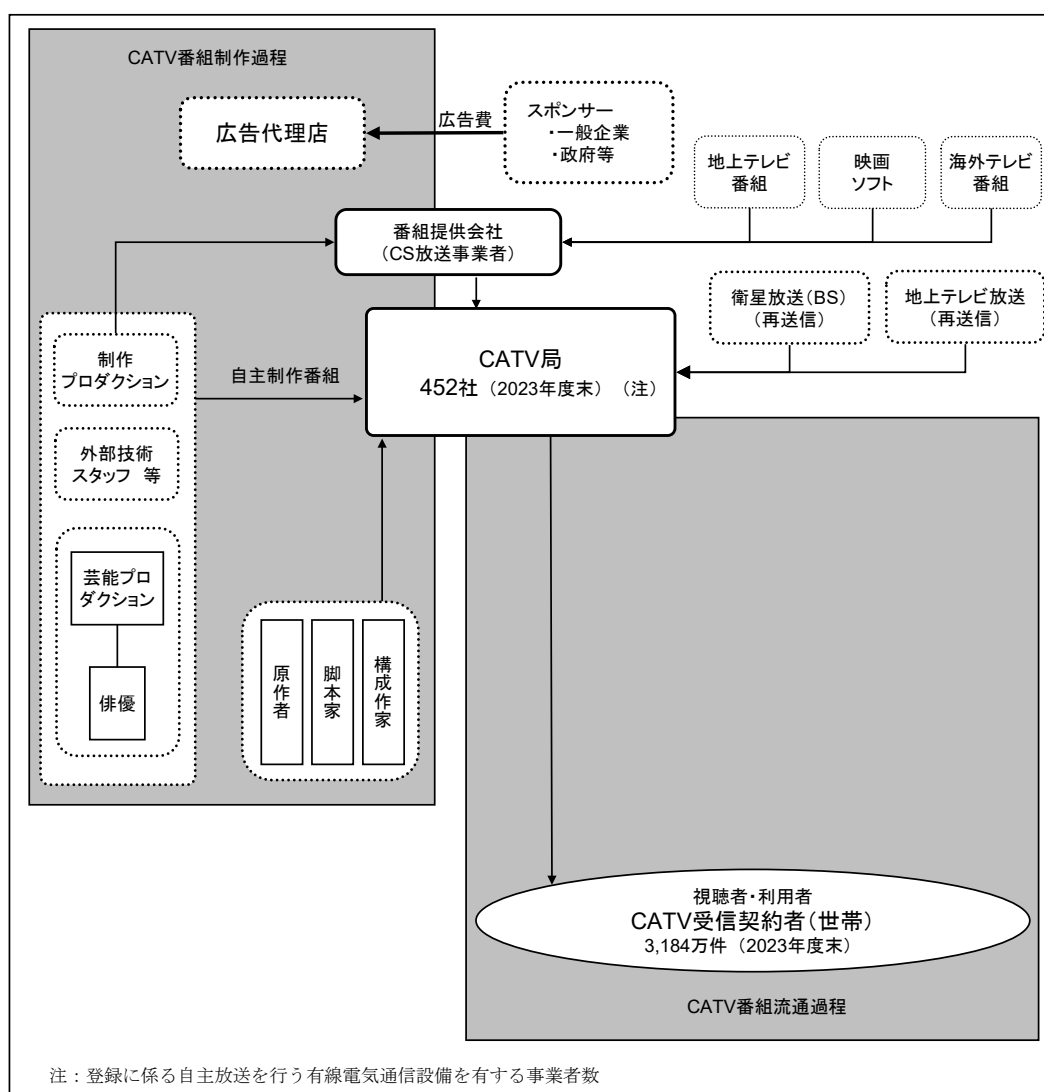 CATV番組制作過程
広告代理店
広告費
スポンサー
・一般企業
・政府等
地上テレビ
番組
映画
ソフト
海外テレビ
番組
番組提供会社
（CS放送事業者）
衛星放送（BS）
（再送信）
地上テレビ放送
（再送信）
制作
プロダクション
自主制作番組
CATV局
452社（2023年度末）（注）
外部技術
スタッフ 等
芸能プロ
ダクション
俳優
原作者
脚本家
構成作家
視聴者・利用者
CATV受信契約者（世帯）
3,184万件（2023年度末）
CATV番組流通過程
注：登録に係る自主放送を行う有線電気通信設備を有する事業者数